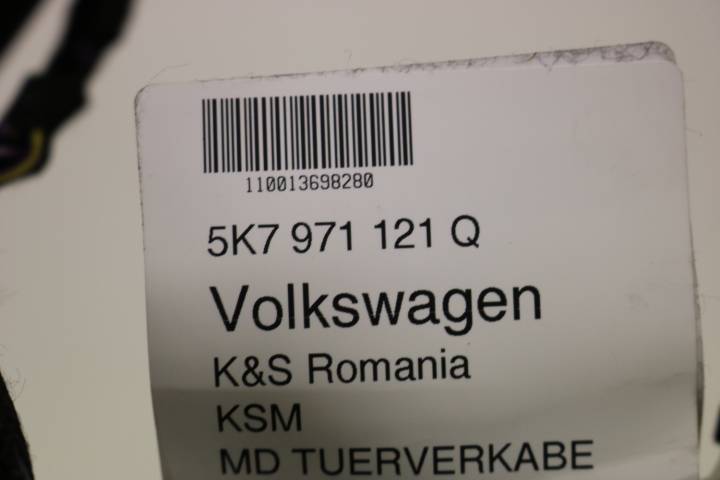 110013698280
5K7 971 121 Q
Volkswagen
K&S Romania
KSM
MD TUERVERKABE